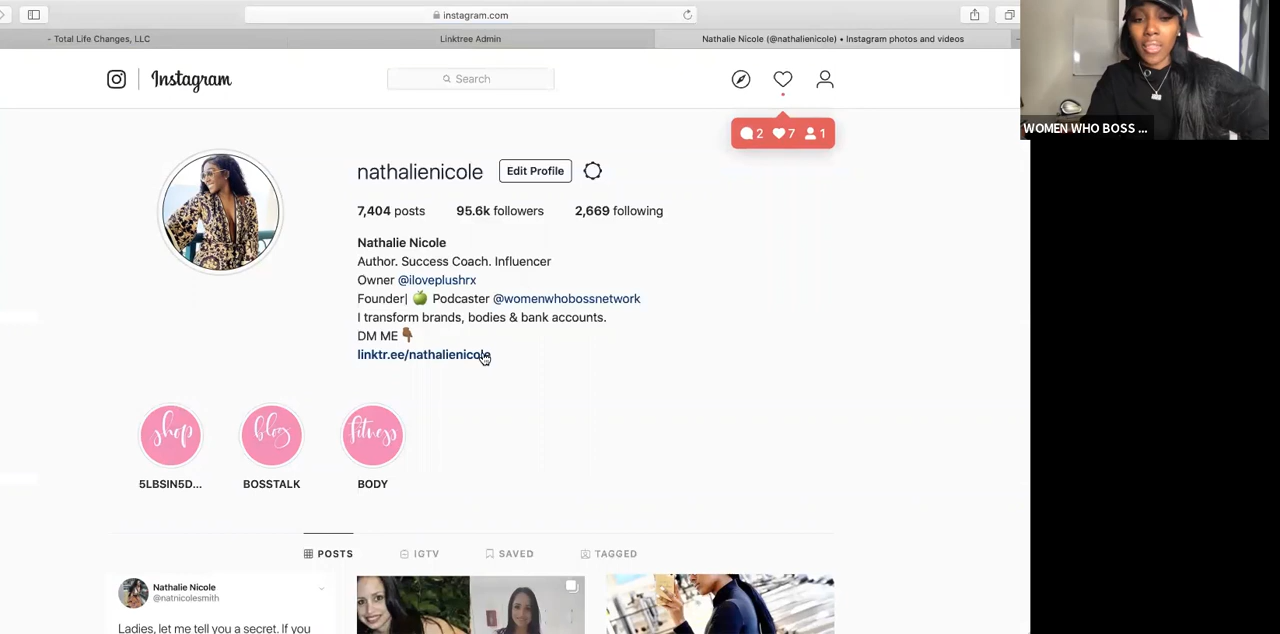 instagram.com
- Total Life Changes, LLC
Linktree Admin
Nathalie Nicole (@nathalienicole) • Instagram photos and videos
WOMEN WHO BOSS ...
Instagram
Search
2 7 1
nathalienicole
Edit Profile
7,404 posts 95.6k followers 2,669 following
Nathalie Nicole
Author. Success Coach. Influencer
Owner @iloveplushrx
Founder| 🍏 Podcaster @womenwhobossnetwork
I transform brands, bodies & bank accounts.
DM ME 👇🏾
linktr.ee/nathalienicole
shop
blog
fitness
5LBSIN5D...
BOSSTALK
BODY
POSTS
IGTV
SAVED
TAGGED
Nathalie Nicole
@natnicolesmith
Ladies, let me tell you a secret. If you